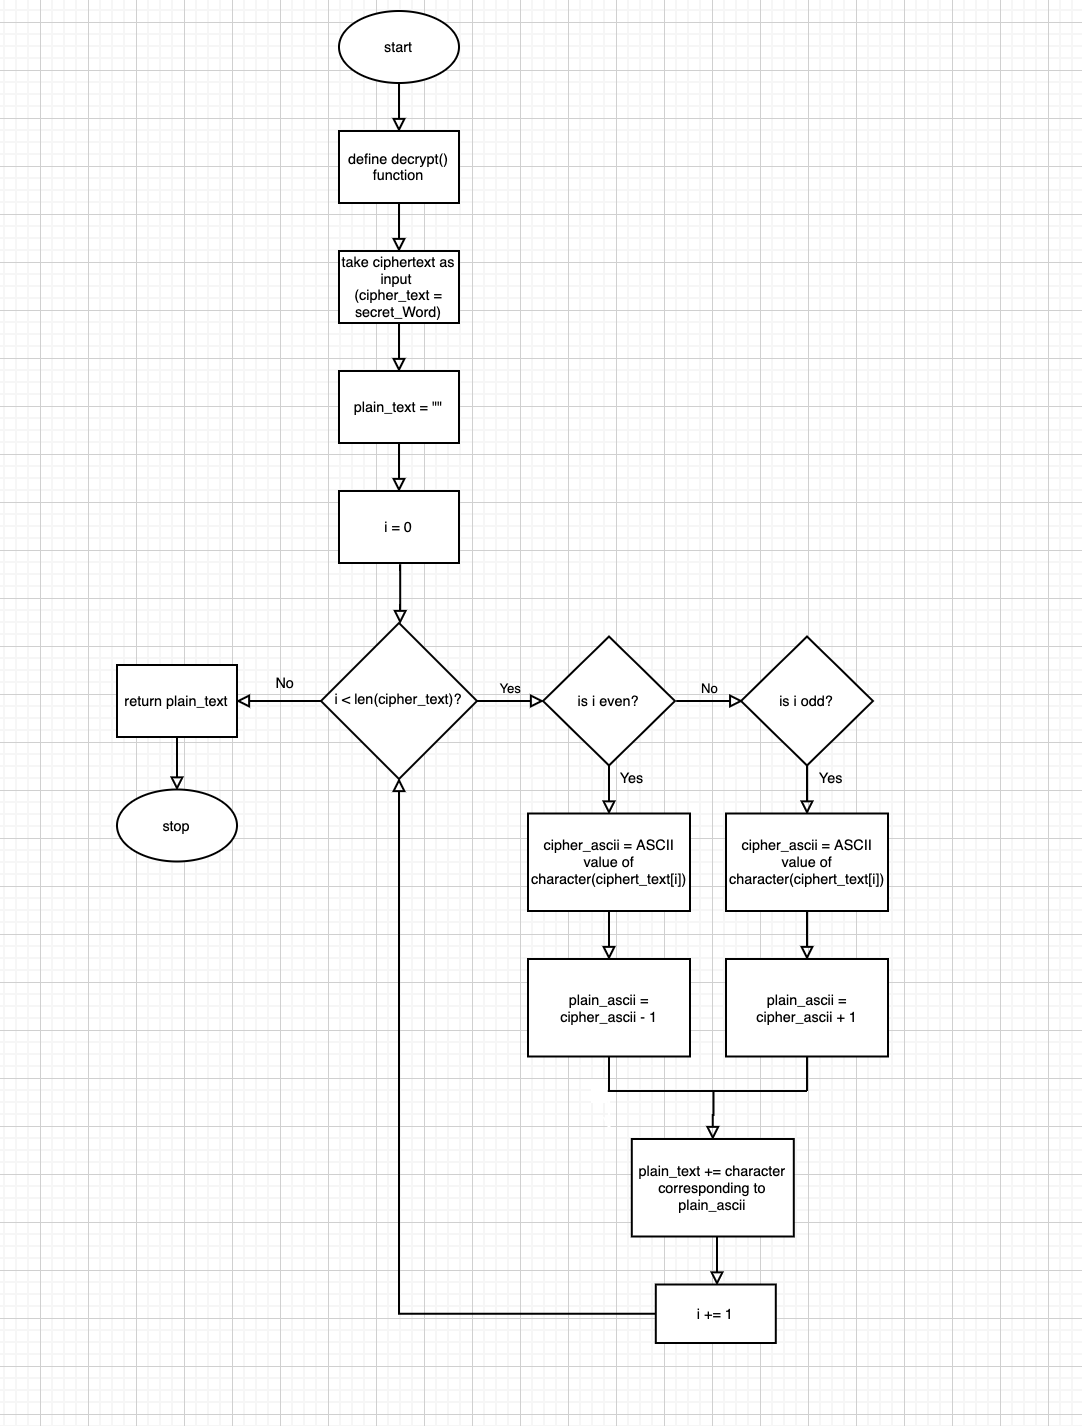 start
define decrypt()
function
take ciphertext as
input
(cipher_text =
secret_Word)
plain_text = ""
i = 0
i < len(cipher_text)?
No
return plain_text
stop
Yes
is i even?
No
is i odd?
Yes
Yes
cipher_ascii = ASCII
value of
character(ciphert_text[i])
cipher_ascii = ASCII
value of
character(ciphert_text[i])
plain_ascii =
cipher_ascii - 1
plain_ascii =
cipher_ascii + 1
plain_text += character
corresponding to
plain_ascii
i += 1